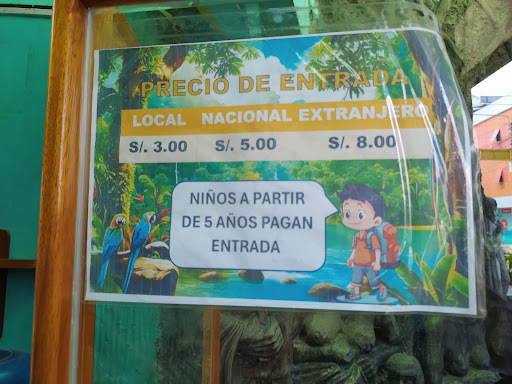 PRECIO DE ENTRADA
LOCAL NACIONAL EXTRANJERO
S/. 3.00 S/. 5.00 S/. 8.00
NIÑOS A PARTIR
DE 5 AÑOS PAGAN
ENTRADA